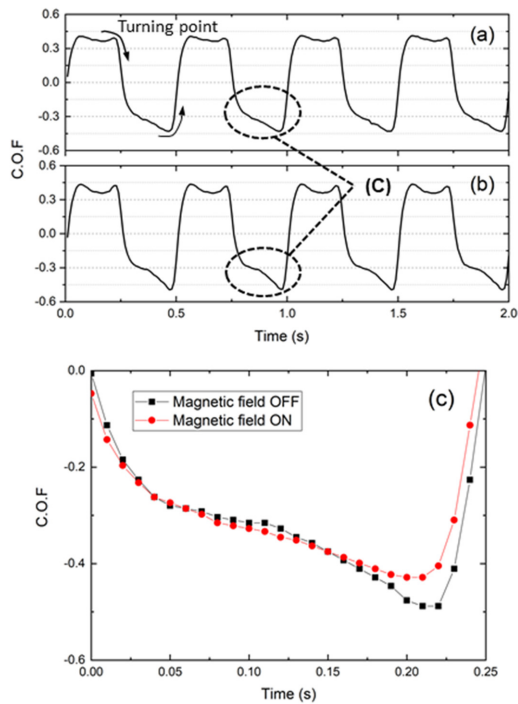 0.6
Turning point
(a)
0.3
0.0
-0.3
-0.6
C.O.F
0.6
(C)
(b)
0.3
0.0
-0.3
-0.6
0.0 0.5 1.0 1.5 2.0
Time (s)
0.0
(c)
Magnetic field OFF
Magnetic field ON
-0.2
C.O.F
-0.4
-0.6
0.00 0.05 0.10 0.15 0.20 0.25
Time (s)